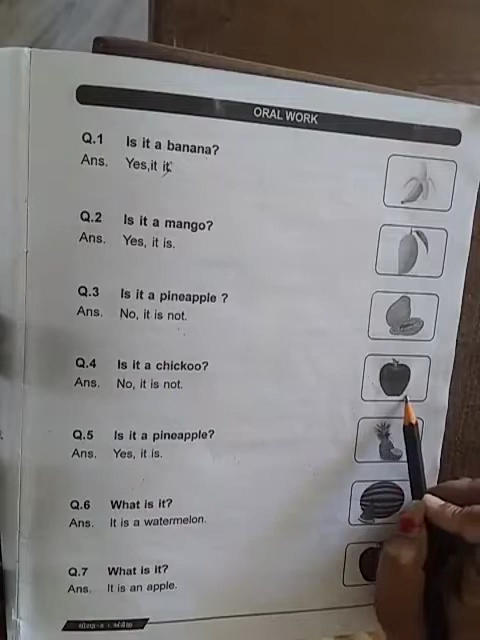 ORAL WORK
Q.1 Is it a banana?
Ans. Yes,it it
Q.2 Is it a mango?
Ans. Yes, it is.
Q.3 Is it a pineapple ?
Ans. No, it is not.
Q.4 Is it a chickoo?
Ans. No, it is not.
Q.5 Is it a pineapple?
Ans. Yes, it is.
Q.6 What is it?
Ans. It is a watermelon.
Q.7 What is it?
Ans. It is an apple.